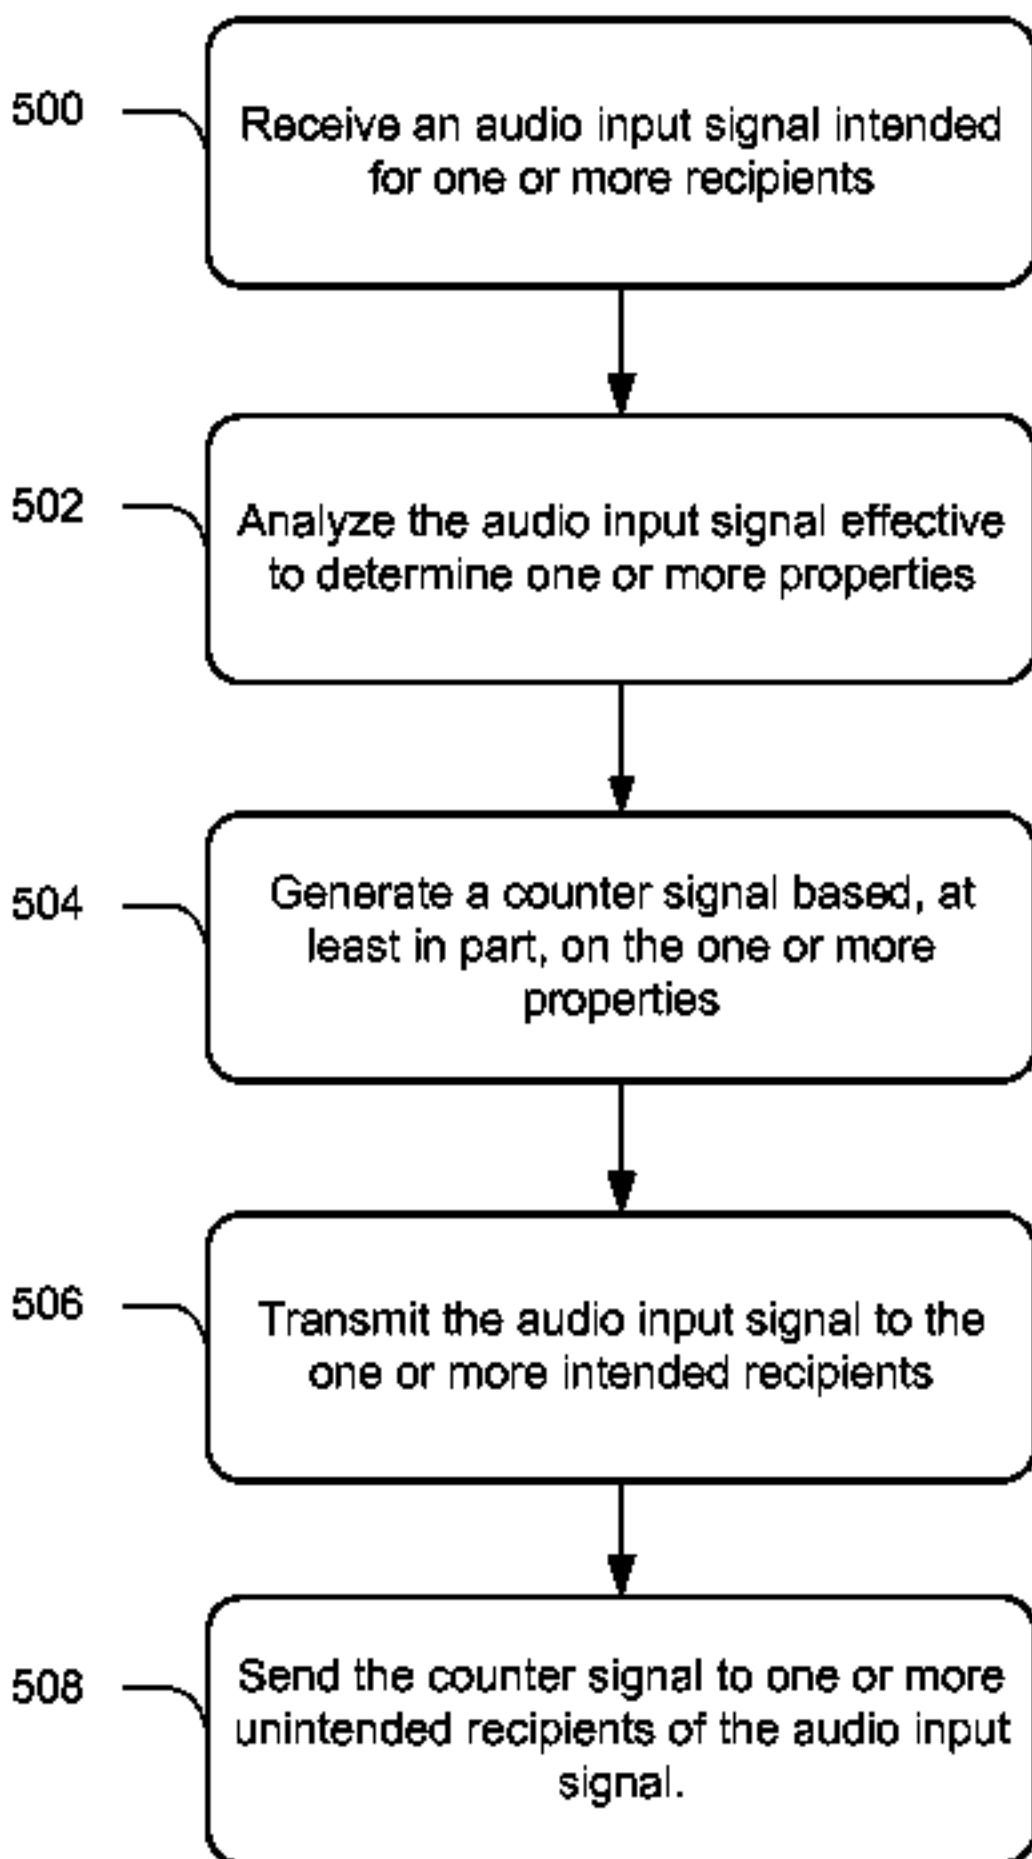 500
Receive an audio input signal intended
for one or more recipients
502
Analyze the audio input signal effective
to determine one or more properties
504
Generate a counter signal based, at
least in part, on the one or more
properties
506
Transmit the audio input signal to the
one or more intended recipients
508
Send the counter signal to one or more
unintended recipients of the audio input
signal.